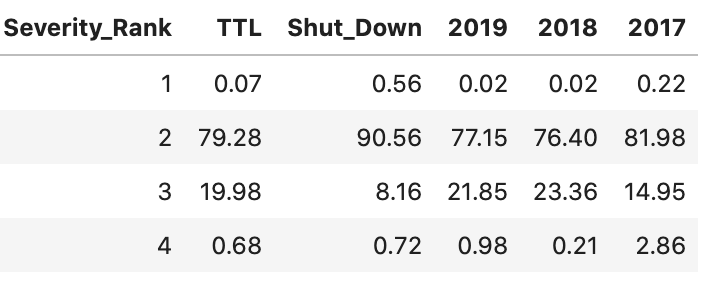 Severity_Rank TTL Shut_Down 2019 2018 2017
1 0.07 0.56 0.02 0.02 0.22
2 79.28 90.56 77.15 76.40 81.98
3 19.98 8.16 21.85 23.36 14.95
4 0.68 0.72 0.98 0.21 2.86